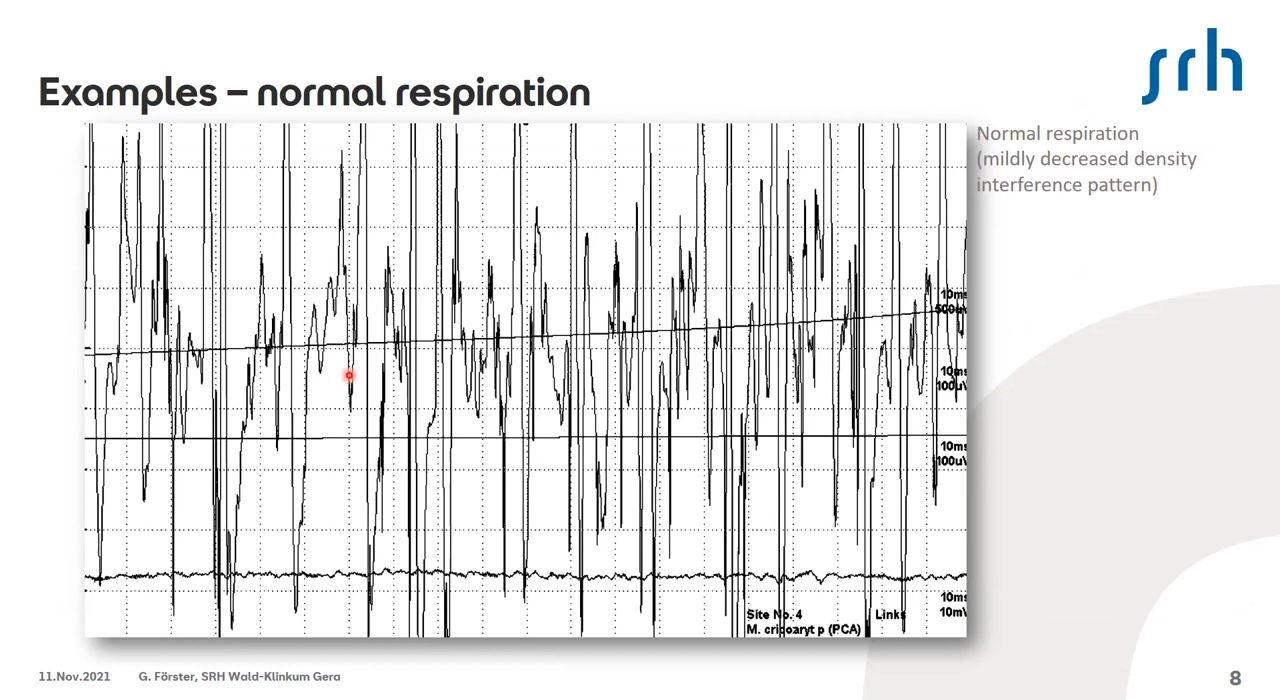 srh
Examples – normal respiration
Normal respiration
(mildly decreased density
interference pattern)
10ms
500uV
10ms
100uV
10ms
100uV
10ms
10mV
Site No. 4 Links
M. cricoaryt p (PCA)
11.Nov.2021 G. Förster, SRH Wald-Klinkum Gera 8